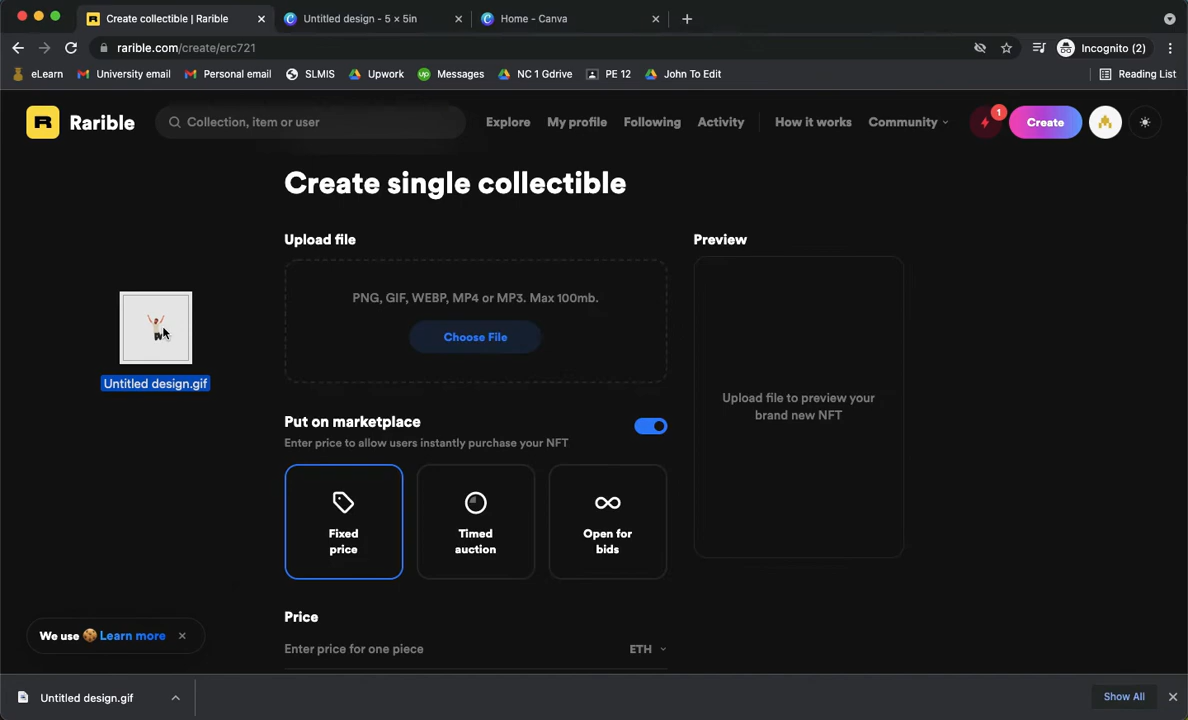 Create collectible | Rarible
Untitled design - 5 × 5in
Home - Canva
rarible.com/create/erc721
Incognito (2)
eLearn
University email
Personal email
SLMIS
Upwork
Messages
NC 1 Gdrive
PE 12
John To Edit
Reading List
R
Rarible
Collection, item or user
Explore
My profile
Following
Activity
How it works
Community
1
Create
Create single collectible
Upload file
Preview
PNG, GIF, WEBP, MP4 or MP3. Max 100mb.
Choose File
Upload file to preview your
brand new NFT
Untitled design.gif
Put on marketplace
Enter price to allow users instantly purchase your NFT
Fixed
price
Timed
auction
Open for
bids
Price
Enter price for one piece
ETH
We use 🍪 Learn more
Untitled design.gif
Show All